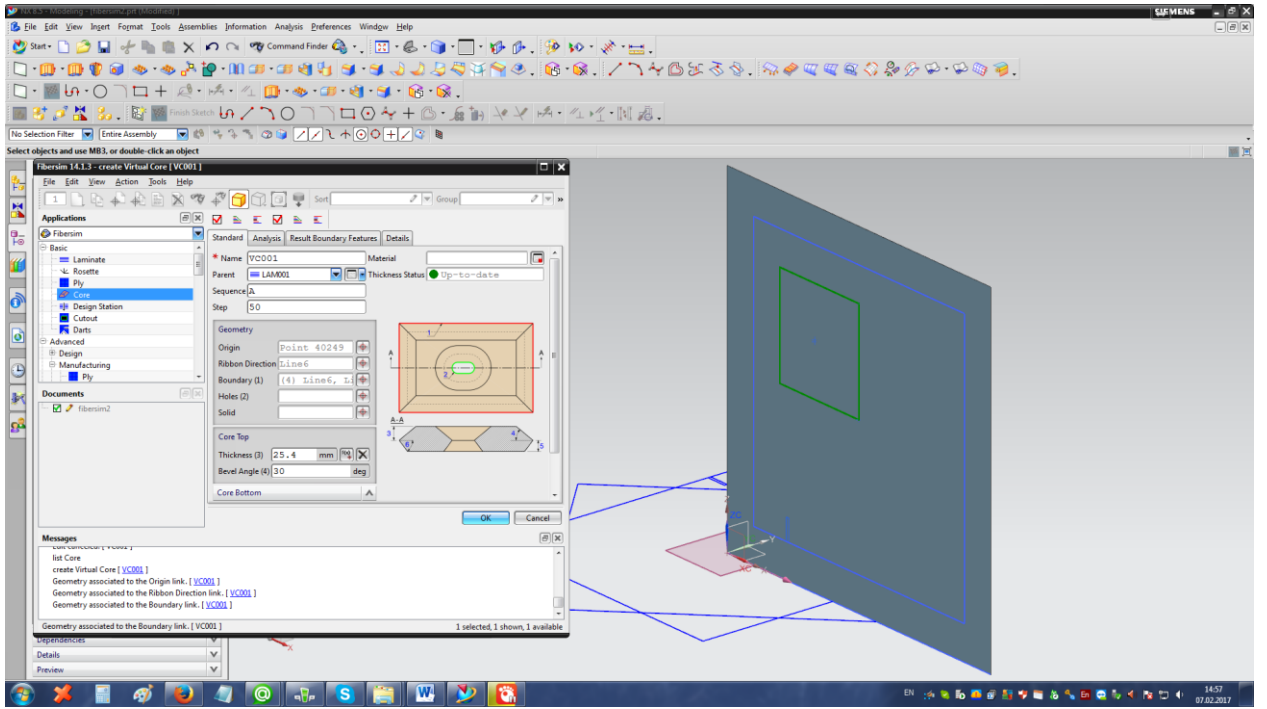 NX 8.5 - Modeling - [fibersim2.prt (Modified) ]
SIEMENS
File Edit View Insert Format Tools Assemblies Information Analysis Preferences Window Help
Start Command Finder
Finish Sketch
No Selection Filter Entire Assembly
Select objects and use MB3, or double-click an object
Fibersim 14.1.3 - create Virtual Core [ VC001 ]
File Edit View Action Tools Help
1 Sort Group
Applications
Fibersim
Basic
Laminate
Rosette
Ply
Core
Design Station
Cutout
Darts
Advanced
Design
Manufacturing
Ply
Documents
fibersim2
Standard Analysis Result Boundary Features Details
* Name VC001 Material
Parent LAM001 Thickness Status Up-to-date
Sequence A
Step 50
Geometry
Origin Point 40249
Ribbon Direction Line6
Boundary (1) (4) Line6, Li
Holes (2)
Solid
Core Top
Thickness (3) 25.4 mm
Bevel Angle (4) 30 deg
Core Bottom
1
A A
2
A-A
3 4 5 6
OK Cancel
Messages
list Core
create Virtual Core [ VC001 ]
Geometry associated to the Origin link. [ VC001 ]
Geometry associated to the Ribbon Direction link. [ VC001 ]
Geometry associated to the Boundary link. [ VC001 ]
Geometry associated to the Boundary link. [ VC001 ] 1 selected, 1 shown, 1 available
Dependencies
Details
Preview
X
ZC
Y
XC
EN 14:57
07.02.2017